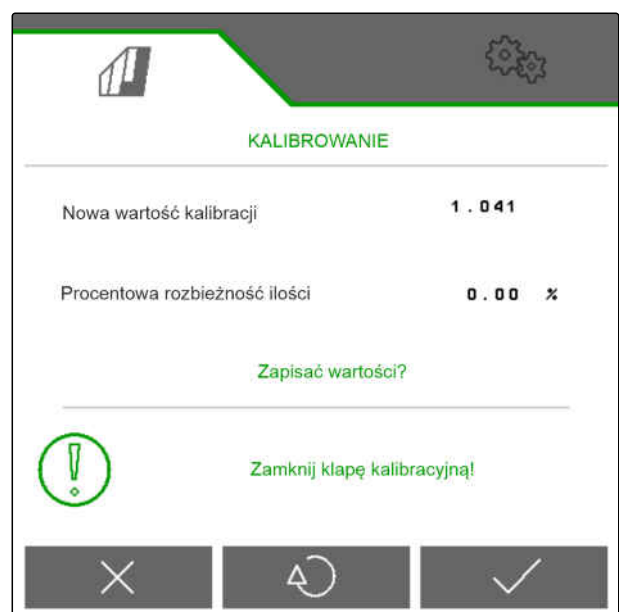 KALIBROWANIE
Nowa wartość kalibracji 1.041
Procentowa rozbieżność ilości 0.00 %
Zapisać wartości?
Zamknij klapę kalibracyjną!